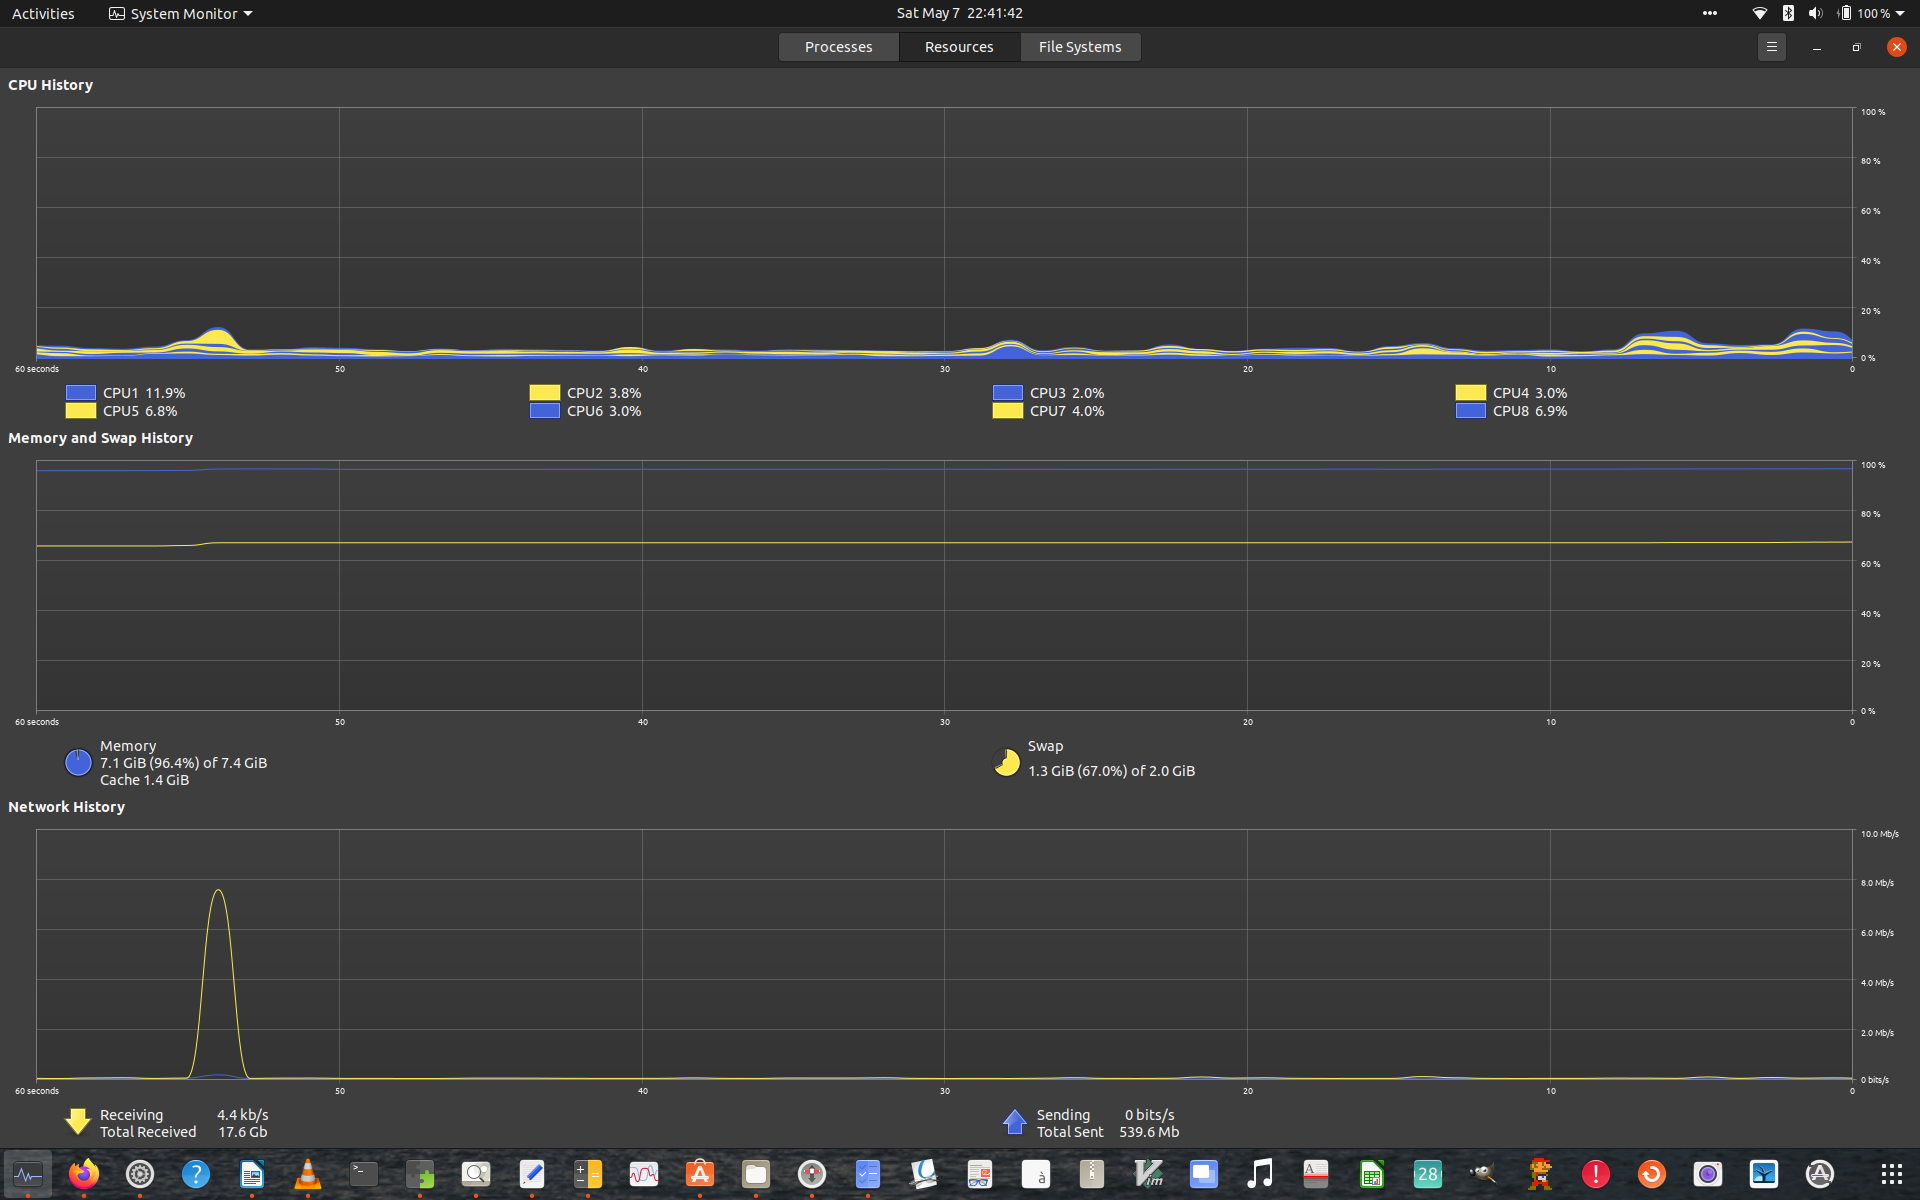 Activities
System Monitor
Sat May 7 22:41:42
100 %
Processes
Resources
File Systems
CPU History
100 %
80 %
60 %
40 %
20 %
0 %
60 seconds 50 40 30 20 10 0
CPU1 11.9% CPU2 3.8% CPU3 2.0% CPU4 3.0%
CPU5 6.8% CPU6 3.0% CPU7 4.0% CPU8 6.9%
Memory and Swap History
100 %
80 %
60 %
40 %
20 %
0 %
60 seconds 50 40 30 20 10 0
Memory
7.1 GiB (96.4%) of 7.4 GiB
Cache 1.4 GiB
Swap
1.3 GiB (67.0%) of 2.0 GiB
Network History
10.0 Mb/s
8.0 Mb/s
6.0 Mb/s
4.0 Mb/s
2.0 Mb/s
0 bits/s
60 seconds 50 40 30 20 10 0
Receiving 4.4 kb/s
Total Received 17.6 Gb
Sending 0 bits/s
Total Sent 539.6 Mb
?
>_
à
Vim
A
28
!